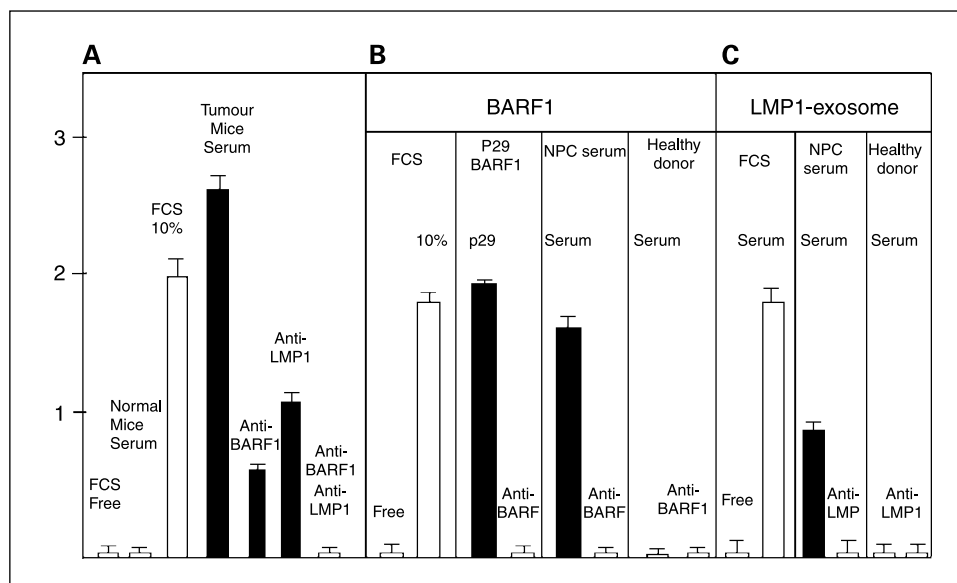 A
B
C
BARF1
LMP1-exosome
3
2
1
FCS
Free
Normal
Mice
Serum
FCS
10%
Tumour
Mice
Serum
Anti-
BARF1
Anti-
LMP1
Anti-
BARF1
Anti-
LMP1
FCS
Free
10%
P29
BARF1
p29
Anti-
BARF
NPC serum
Serum
Anti-
BARF
Healthy
donor
Serum
Anti-
BARF1
FCS
Free
Serum
NPC
serum
Serum
Anti-
LMP
Healthy
donor
Serum
Anti-
LMP1